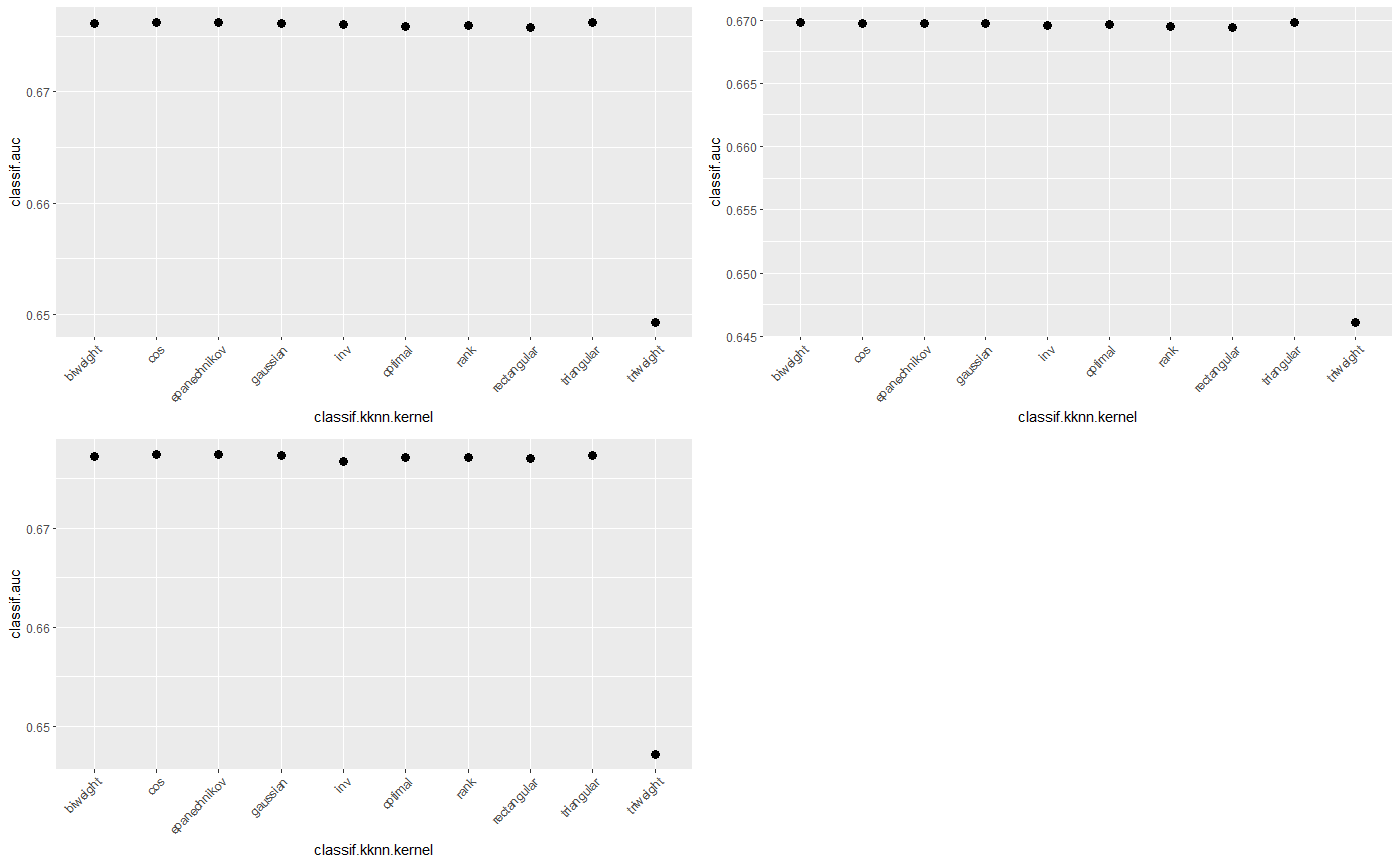 classif.auc
0.67
0.66
0.65
biweight
cos
epanechnikov
gaussian
inv
optimal
rank
rectangular
triangular
triweight
classif.kknn.kernel
classif.auc
0.670
0.665
0.660
0.655
0.650
0.645
biweight
cos
epanechnikov
gaussian
inv
optimal
rank
rectangular
triangular
triweight
classif.kknn.kernel
classif.auc
0.67
0.66
0.65
biweight
cos
epanechnikov
gaussian
inv
optimal
rank
rectangular
triangular
triweight
classif.kknn.kernel